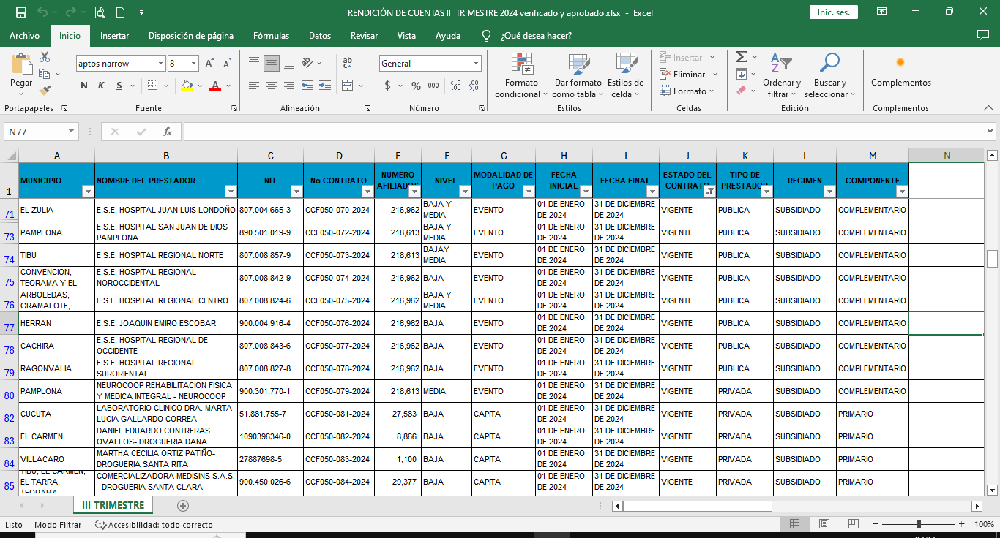 RENDICIÓN DE CUENTAS III TRIMESTRE 2024 verificado y aprobado.xlsx - Excel
Inic. ses.
Archivo Inicio Insertar Disposición de página Fórmulas Datos Revisar Vista Ayuda ¿Qué desea hacer?
Pegar
aptos narrow 8
N K S
General
$ % 000
Formato condicional
Dar formato como tabla
Estilos de celda
Insertar
Eliminar
Formato
Ordenar y filtrar
Buscar y seleccionar
Complementos
Portapapeles Fuente Alineación Número Estilos Celdas Edición Complementos
N77 fx
A B C D E F G H I J K L M N
1 MUNICIPIO NOMBRE DEL PRESTADOR NIT No CONTRATO NUMERO AFILIADOS NIVEL MODALIDAD DE PAGO FECHA INICIAL FECHA FINAL ESTADO DEL CONTRATO TIPO DE PRESTADOR REGIMEN COMPONENTE
71 EL ZULIA E.S.E. HOSPITAL JUAN LUIS LONDOÑO 807.004.665-3 CCF050-070-2024 216,962 BAJA Y MEDIA EVENTO 01 DE ENERO DE 2024 31 DE DICIEMBRE DE 2024 VIGENTE PUBLICA SUBSIDIADO COMPLEMENTARIO
73 PAMPLONA E.S.E. HOSPITAL SAN JUAN DE DIOS PAMPLONA 890.501.019-9 CCF050-072-2024 218,613 BAJA Y MEDIA EVENTO 01 DE ENERO DE 2024 31 DE DICIEMBRE DE 2024 VIGENTE PUBLICA SUBSIDIADO COMPLEMENTARIO
74 TIBU E.S.E. HOSPITAL REGIONAL NORTE 807.008.857-9 CCF050-073-2024 218,613 BAJAY MEDIA EVENTO 01 DE ENERO DE 2024 31 DE DICIEMBRE DE 2024 VIGENTE PUBLICA SUBSIDIADO COMPLEMENTARIO
75 CONVENCION, TEORAMA Y EL E.S.E. HOSPITAL REGIONAL NOROCCIDENTAL 807.008.842-9 CCF050-074-2024 216,962 BAJA EVENTO 01 DE ENERO DE 2024 31 DE DICIEMBRE DE 2024 VIGENTE PUBLICA SUBSIDIADO COMPLEMENTARIO
76 ARBOLEDAS, GRAMALOTE, E.S.E. HOSPITAL REGIONAL CENTRO 807.008.824-6 CCF050-075-2024 216,962 BAJA Y MEDIA EVENTO 01 DE ENERO DE 2024 31 DE DICIEMBRE DE 2024 VIGENTE PUBLICA SUBSIDIADO COMPLEMENTARIO
77 HERRAN E.S.E. JOAQUIN EMIRO ESCOBAR 900.004.916-4 CCF050-076-2024 216,962 BAJA EVENTO 01 DE ENERO DE 2024 31 DE DICIEMBRE DE 2024 VIGENTE PUBLICA SUBSIDIADO COMPLEMENTARIO
78 CACHIRA E.S.E. HOSPITAL REGIONAL DE OCCIDENTE 807.008.843-6 CCF050-077-2024 216,962 BAJA EVENTO 01 DE ENERO DE 2024 31 DE DICIEMBRE DE 2024 VIGENTE PUBLICA SUBSIDIADO COMPLEMENTARIO
79 RAGONVALIA E.S.E. HOSPITAL REGIONAL SURORIENTAL 807.008.827-8 CCF050-078-2024 216,962 BAJA EVENTO 01 DE ENERO DE 2024 31 DE DICIEMBRE DE 2024 VIGENTE PUBLICA SUBSIDIADO COMPLEMENTARIO
80 PAMPLONA NEUROCOOP REHABILITACION FISICA Y MEDICA INTEGRAL - NEUROCOOP 900.301.770-1 CCF050-079-2024 218,613 MEDIA EVENTO 01 DE ENERO DE 2024 31 DE DICIEMBRE DE 2024 VIGENTE PRIVADA SUBSIDIADO COMPLEMENTARIO
82 CUCUTA LABORATORIO CLINICO DRA. MARTA LUCIA GALLARDO CORREA 51.881.755-7 CCF050-081-2024 27,583 BAJA CAPITA 01 DE ENERO DE 2024 31 DE DICIEMBRE DE 2024 VIGENTE PRIVADA SUBSIDIADO PRIMARIO
83 EL CARMEN DANIEL EDUARDO CONTRERAS OVALLOS- DROGUERIA DANA 1090396346-0 CCF050-082-2024 8,866 BAJA CAPITA 01 DE ENERO DE 2024 31 DE DICIEMBRE DE 2024 VIGENTE PRIVADA SUBSIDIADO PRIMARIO
84 VILLACARO MARTHA CECILIA ORTIZ PATIÑO- DROGUERIA SANTA RITA 27887698-5 CCF050-083-2024 1,100 BAJA CAPITA 01 DE ENERO DE 2024 31 DE DICIEMBRE DE 2024 VIGENTE PRIVADA SUBSIDIADO PRIMARIO
85 TIBU, EL CARMEN, EL TARRA, TEORAMA COMERCIALIZADORA MEDISINS S.A.S. - DROGUERIA SANTA CLARA 900.450.026-6 CCF050-084-2024 29,377 BAJA CAPITA 01 DE ENERO DE 2024 31 DE DICIEMBRE DE 2024 VIGENTE PRIVADA SUBSIDIADO PRIMARIO
III TRIMESTRE
Listo Modo Filtrar Accesibilidad: todo correcto 100%